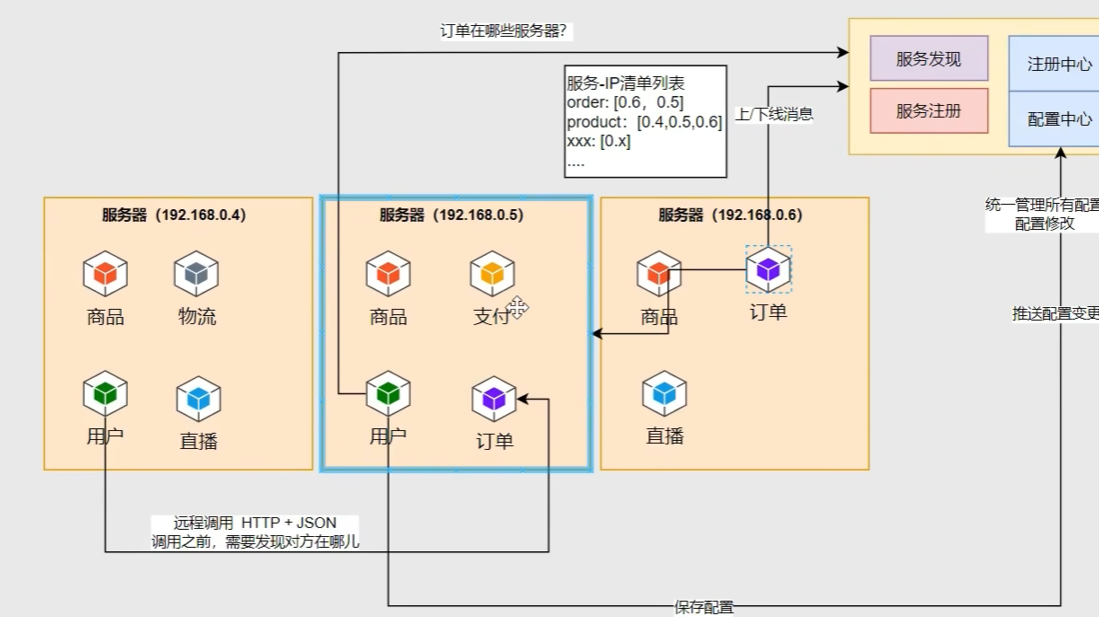 订单在哪些服务器？
服务发现
注册中心
服务-IP清单列表
order: [0.6，0.5]
product：[0.4,0.5,0.6]
xxx: [0.x]
....
上/下线消息
服务注册
配置中心
服务器（192.168.0.4）
服务器（192.168.0.5）
服务器（192.168.0.6）
统一管理所有配置
配置修改
商品
物流
商品
支付
商品
订单
推送配置变更
用户
直播
用户
订单
直播
远程调用 HTTP + JSON
调用之前，需要发现对方在哪儿
保存配置